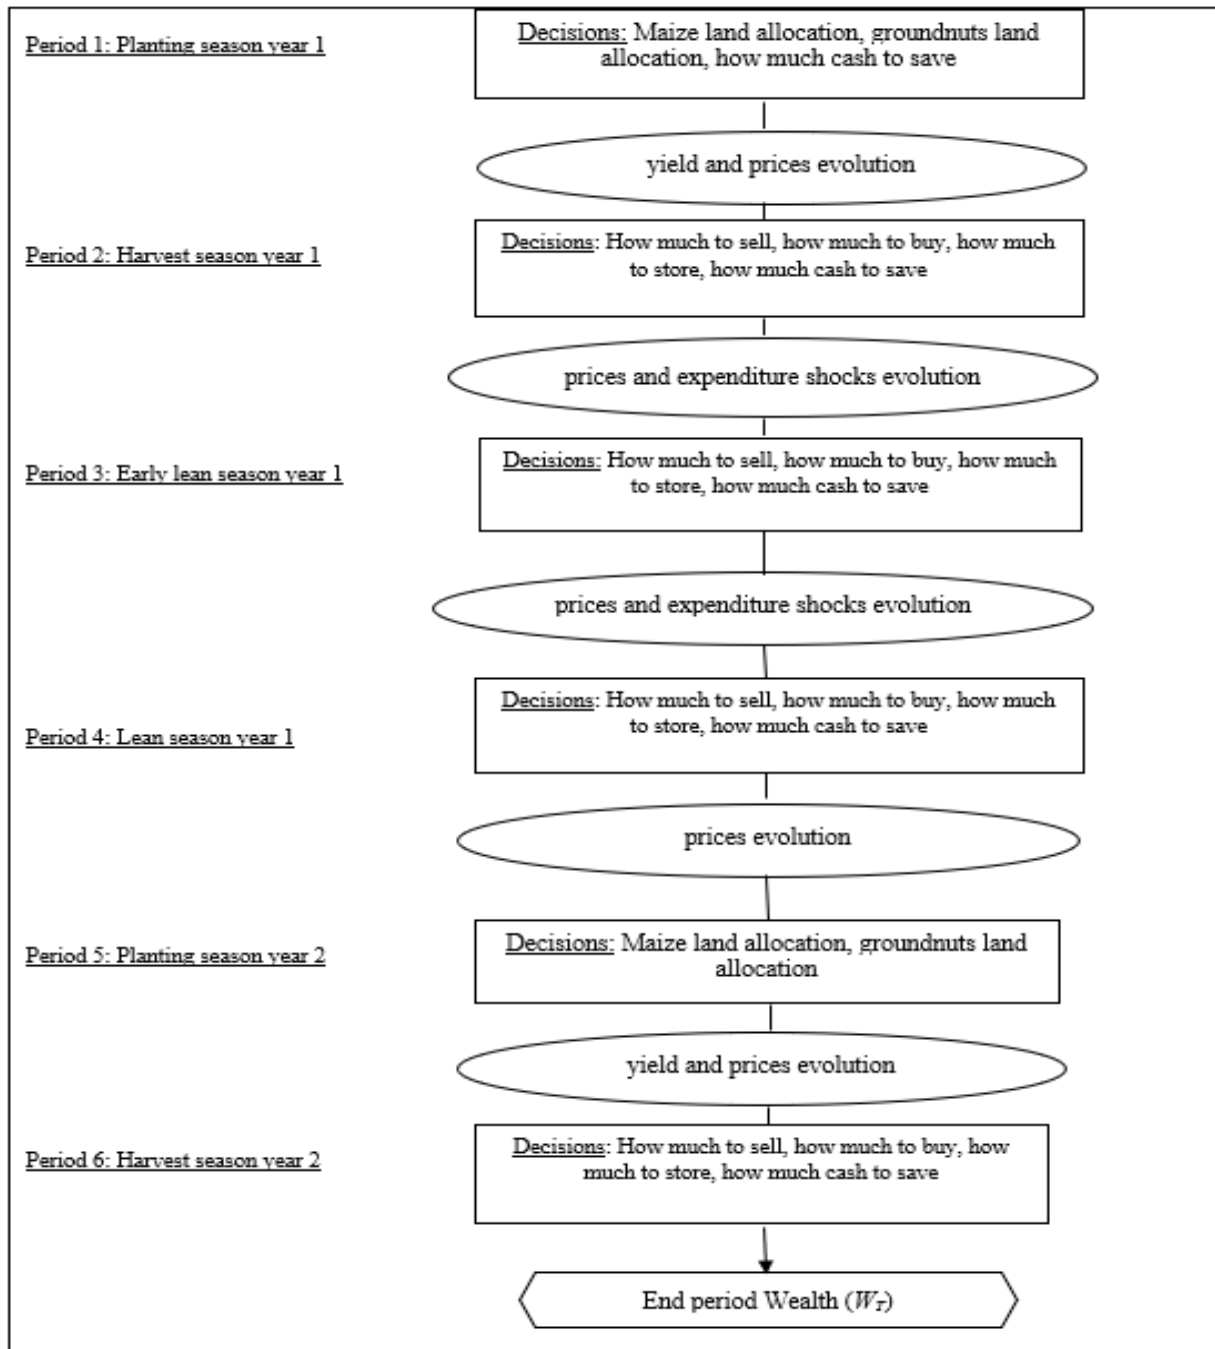 Period 1: Planting season year 1
Decisions: Maize land allocation, groundnuts land
allocation, how much cash to save
yield and prices evolution
Period 2: Harvest season year 1
Decisions: How much to sell, how much to buy, how much
to store, how much cash to save
prices and expenditure shocks evolution
Period 3: Early lean season year 1
Decisions: How much to sell, how much to buy, how much
to store, how much cash to save
prices and expenditure shocks evolution
Period 4: Lean season year 1
Decisions: How much to sell, how much to buy, how much
to store, how much cash to save
prices evolution
Period 5: Planting season year 2
Decisions: Maize land allocation, groundnuts land
allocation
yield and prices evolution
Period 6: Harvest season year 2
Decisions: How much to sell, how much to buy, how
much to store, how much cash to save
End period Wealth (W_T)